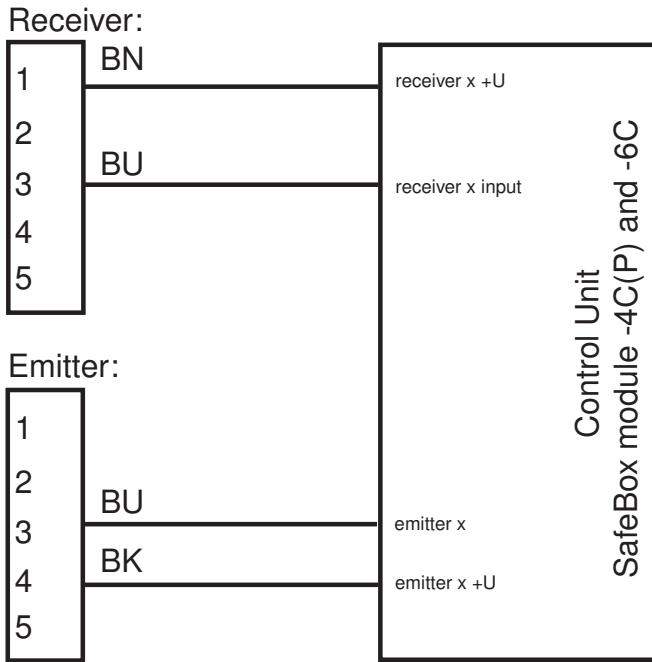 Receiver:
1
BN
receiver x +U
2
3
BU
receiver x input
4
5
Emitter:
1
2
3
BU
emitter x
4
BK
emitter x +U
5
Control Unit
SafeBox module -4C(P) and -6C